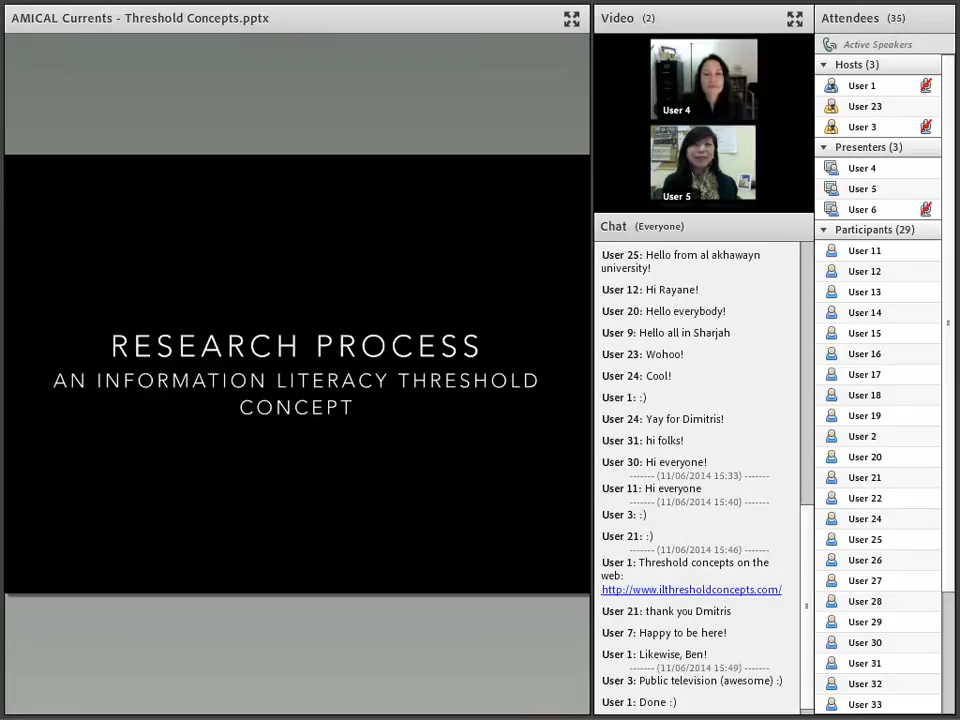 AMICAL Currents - Threshold Concepts.pptx
RESEARCH PROCESS
AN INFORMATION LITERACY THRESHOLD
CONCEPT
Video (2)
User 4
User 5
Chat (Everyone)
User 25: Hello from al akhawayn
university!
User 12: Hi Rayane!
User 20: Hello everybody!
User 9: Hello all in Sharjah
User 23: Wohoo!
User 24: Cool!
User 1: :)
User 24: Yay for Dimitris!
User 31: hi folks!
User 30: Hi everyone!
------- (11/06/2014 15:33) -------
User 11: Hi everyone
------- (11/06/2014 15:40) -------
User 3: :)
User 21: :)
------- (11/06/2014 15:46) -------
User 1: Threshold concepts on the
web:
http://www.ilthresholdconcepts.com/
User 21: thank you Dmitris
User 7: Happy to be here!
User 1: Likewise, Ben!
------- (11/06/2014 15:49) -------
User 3: Public television (awesome) :)
User 1: Done :)
Attendees (35)
Active Speakers
Hosts (3)
User 1
User 23
User 3
Presenters (3)
User 4
User 5
User 6
Participants (29)
User 11
User 12
User 13
User 14
User 15
User 16
User 17
User 18
User 19
User 2
User 20
User 21
User 22
User 24
User 25
User 26
User 27
User 28
User 29
User 30
User 31
User 32
User 33